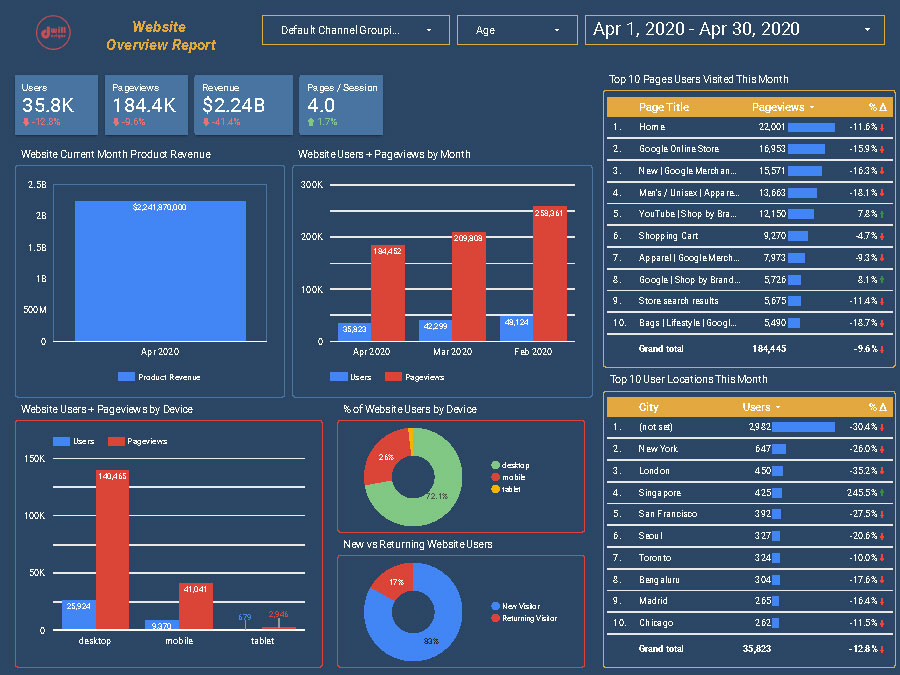 dwill
Website
Overview Report
Default Channel Groupi...
Age
Apr 1, 2020 - Apr 30, 2020
Users
35.8K
-12.8%
Pageviews
184.4K
-9.6%
Revenue
$2.24B
-41.4%
Pages / Session
4.0
1.7%
Website Current Month Product Revenue
2.5B
2B
1.5B
1B
500M
0
$2,241,870,000
Apr 2020
Product Revenue
Website Users + Pageviews by Month
300K
200K
100K
0
35,823
184,452
42,299
209,808
48,124
258,361
Apr 2020
Mar 2020
Feb 2020
Users
Pageviews
Website Users + Pageviews by Device
Users
Pageviews
150K
100K
50K
0
25,924
140,465
9,370
41,041
679
2,946
desktop
mobile
tablet
% of Website Users by Device
26%
72.1%
desktop
mobile
tablet
New vs Returning Website Users
17%
83%
New Visitor
Returning Visitor
Top 10 Pages Users Visited This Month
Page Title Pageviews % Δ
1. Home 22,001 -11.6%
2. Google Online Store 16,953 -15.9%
3. New | Google Merchan... 15,571 -16.3%
4. Men's / Unisex | Appare... 13,663 -18.1%
5. YouTube | Shop by Bra... 12,150 7.8%
6. Shopping Cart 9,270 -4.7%
7. Apparel | Google Merch... 7,973 -9.3%
8. Google | Shop by Brand... 5,726 8.1%
9. Store search results 5,675 -11.4%
10. Bags | Lifestyle | Googl... 5,490 -18.7%
Grand total 184,445 -9.6%
Top 10 User Locations This Month
City Users % Δ
1. (not set) 2,982 -30.4%
2. New York 647 -26.0%
3. London 450 -35.2%
4. Singapore 425 245.5%
5. San Francisco 392 -27.5%
6. Seoul 327 -20.6%
7. Toronto 324 -10.0%
8. Bengaluru 304 -17.6%
9. Madrid 265 -16.4%
10. Chicago 262 -11.5%
Grand total 35,823 -12.8%